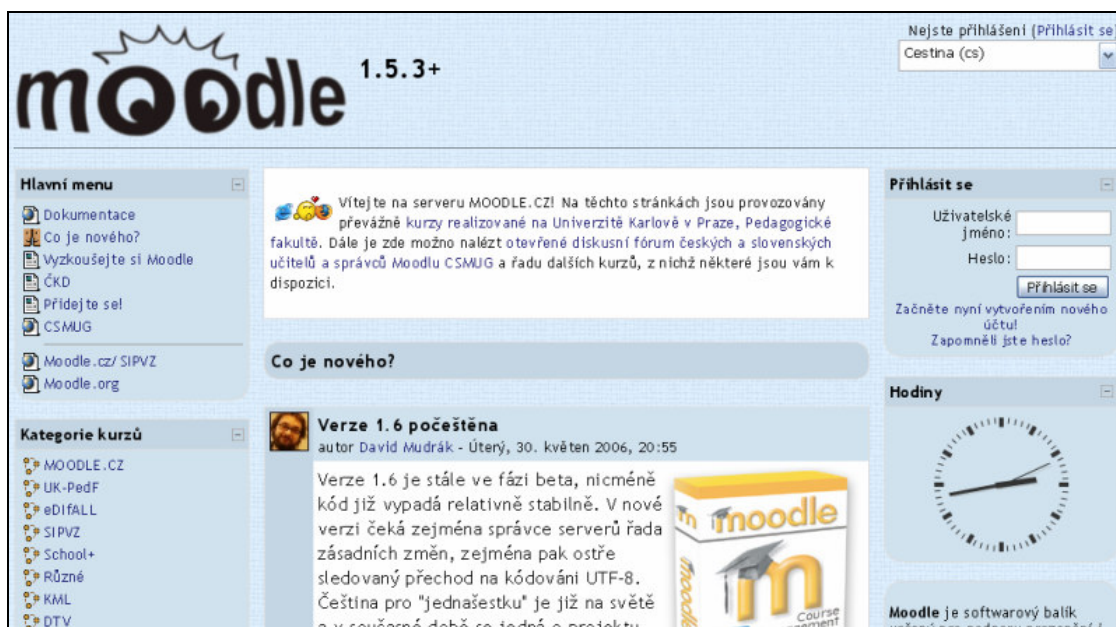 moodle 1.5.3+
Nejste přihlášeni (Přihlásit se
Cestina (cs)
Hlavní menu
Dokumentace
Co je nového?
Vyzkoušejte si Moodle
ČKD
Přidejte se!
CSMUG
Moodle.cz/ SIPVZ
Moodle.org
Kategorie kurzů
MOODLE.CZ
UK-PedF
eDIfALL
SIPVZ
School+
Různé
KML
DTV
Vítejte na serveru MOODLE.CZ! Na těchto stránkách jsou provozovány
převážně kurzy realizované na Univerzitě Karlově v Praze, Pedagogické
fakultě. Dále je zde možno nalézt otevřené diskusní fórum českých a slovenských
učitelů a správců Moodlu CSMUG a řadu dalších kurzů, z nichž některé jsou vám k
dispozici.
Co je nového?
Verze 1.6 počeštěna
autor David Mudrák - Úterý, 30. květen 2006, 20:55
Verze 1.6 je stále ve fázi beta, nicméně
kód již vypadá relativně stabilně. V nové
verzi čeká zejména správce serverů řada
zásadních změn, zejména pak ostře
sledovaný přechod na kódováni UTF-8.
Čeština pro "jednašestku" je již na světě
a v současné době se jedná o projektu
moodle
moodle
Course
Přihlásit se
Uživatelské
jméno:
Heslo:
Přihlásit se
Začněte nyní vytvořením nového
účtu!
Zapomněli jste heslo?
Hodiny
Moodle je softwarový balík